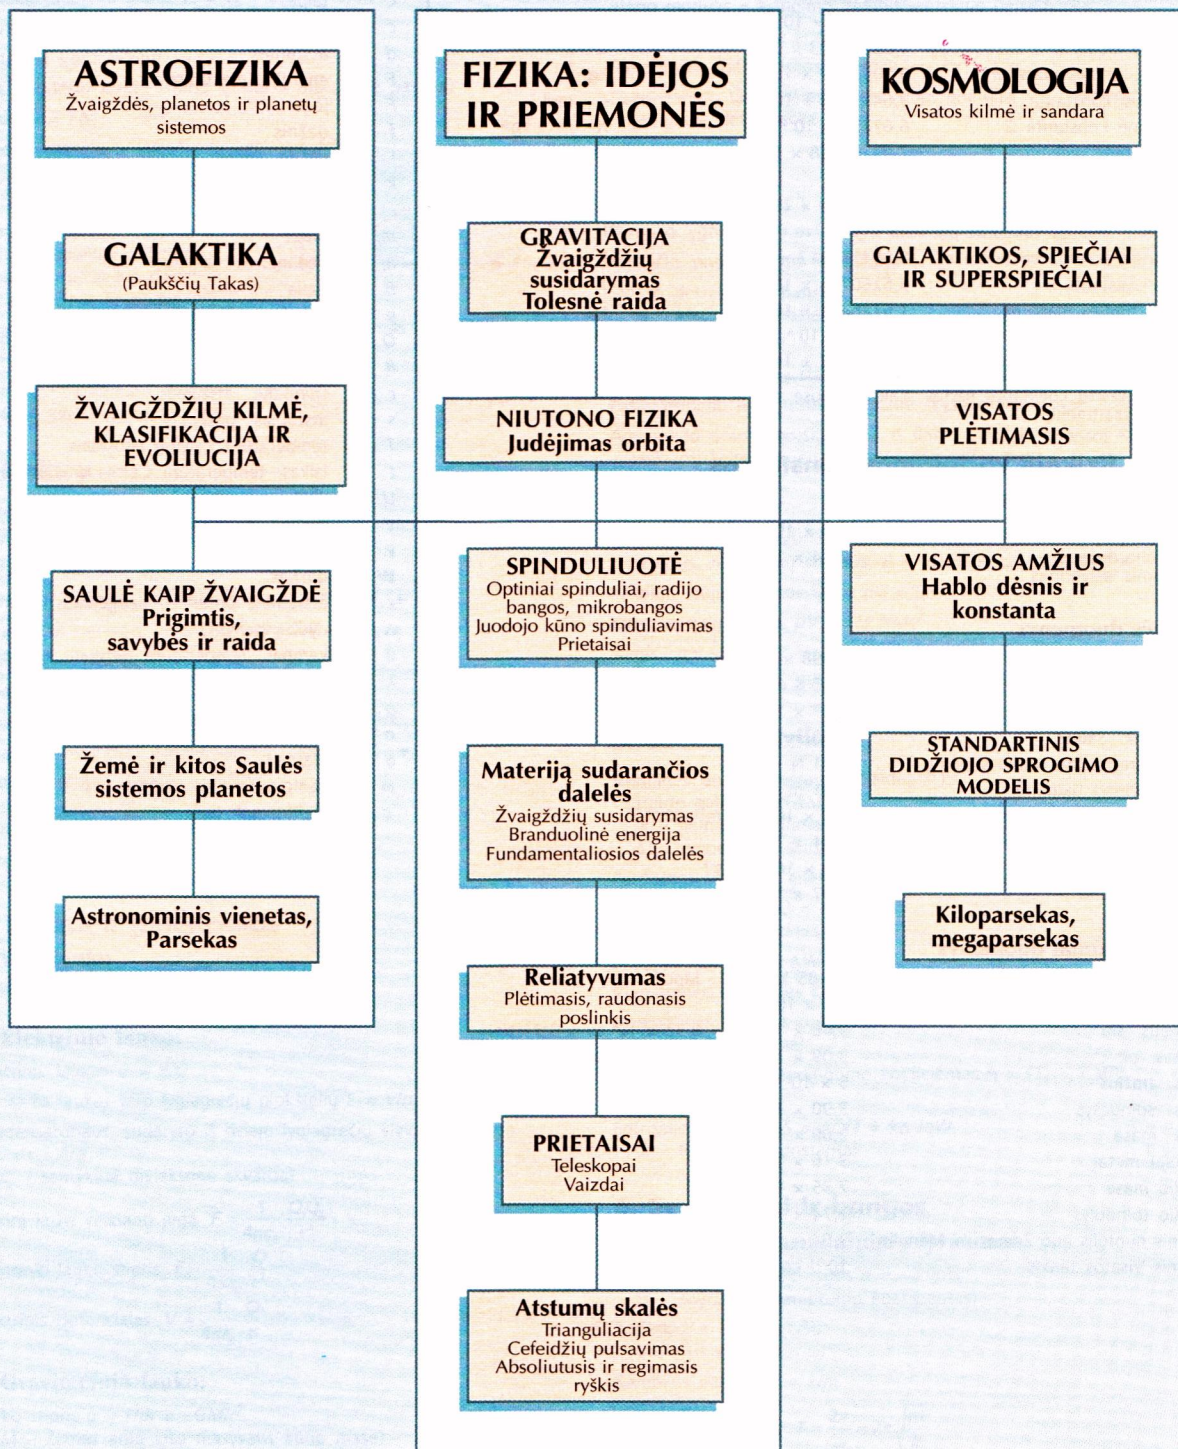 ASTROFIZIKA
Žvaigždės, planetos ir planetų
sistemos
GALAKTIKA
(Paukščių Takas)
ŽVAIGŽDŽIŲ KILMĖ,
KLASIFIKACIJA IR
EVOLIUCIJA
SAULĖ KAIP ŽVAIGŽDĖ
Prigimtis,
savybės ir raida
Žemė ir kitos Saulės
sistemos planetos
Astronominis vienetas,
Parsekas
FIZIKA: IDĖJOS
IR PRIEMONĖS
GRAVITACIJA
Žvaigždžių
susidarymas
Tolesnė raida
NIUTONO FIZIKA
Judėjimas orbita
SPINDULIUOTĖ
Optiniai spinduliai, radijo
bangos, mikrobangos
Juodojo kūno spinduliavimas
Prietaisai
Materiją sudarančios
dalelės
Žvaigždžių susidarymas
Branduolinė energija
Fundamentaliosios dalelės
Reliatyvumas
Plėtimasis, raudonasis
poslinkis
PRIETAISAI
Teleskopai
Vaizdai
Atstumų skalės
Trianguliacija
Cefeidžių pulsavimas
Absoliutusis ir regimasis
ryškis
KOSMOLOGIJA
Visatos kilmė ir sandara
GALAKTIKOS, SPIEČIAI
IR SUPERSPIEČIAI
VISATOS
PLĖTIMASIS
VISATOS AMŽIUS
Hablo dėsnis ir
konstanta
STANDARTINIS
DIDŽIOJO SPROGIMO
MODELIS
Kiloparsekas,
megaparsekas